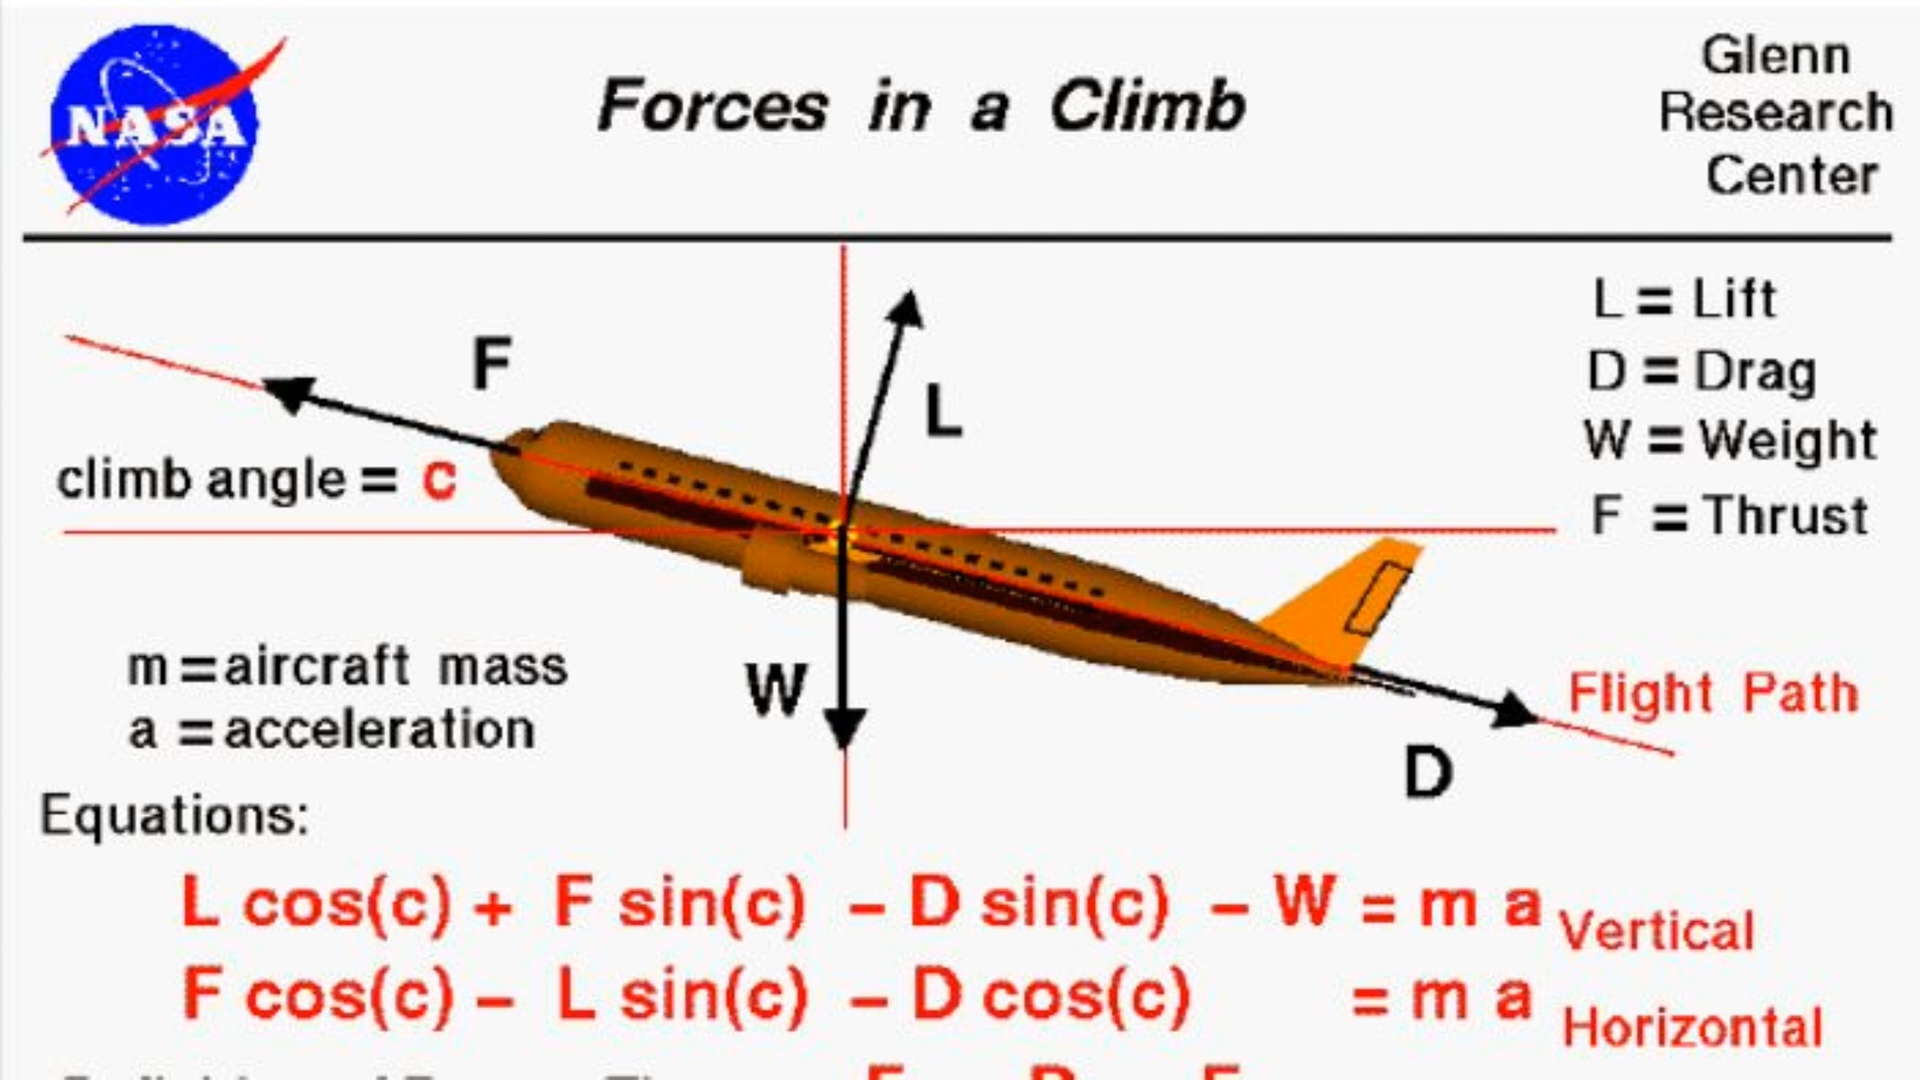 NASA
Forces in a Climb
Glenn
Research
Center
L = Lift
D = Drag
W = Weight
F = Thrust
F
L
climb angle = c
W
m = aircraft mass
a = acceleration
Flight Path
D
Equations:
L cos(c) + F sin(c) – D sin(c) – W = m a Vertical
F cos(c) – L sin(c) – D cos(c) = m a Horizontal